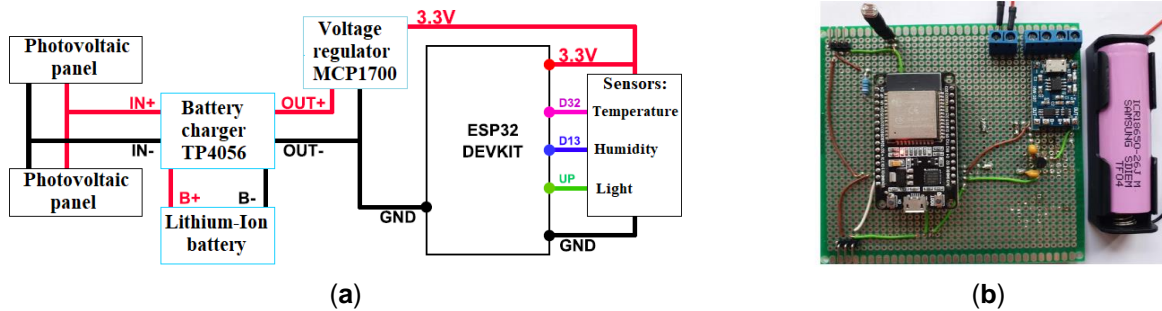 Photovoltaic
panel
Photovoltaic
panel
IN+
IN-
Battery
charger
TP4056
OUT+
OUT-
B+
B-
Lithium-Ion
battery
Voltage
regulator
MCP1700
3.3V
GND
ESP32
DEVKIT
3.3V
D32
D13
UP
GND
Sensors:
Temperature
Humidity
Light
ICR18650-26J M
SAMSUNG SDIEM
TF04
(a)
(b)